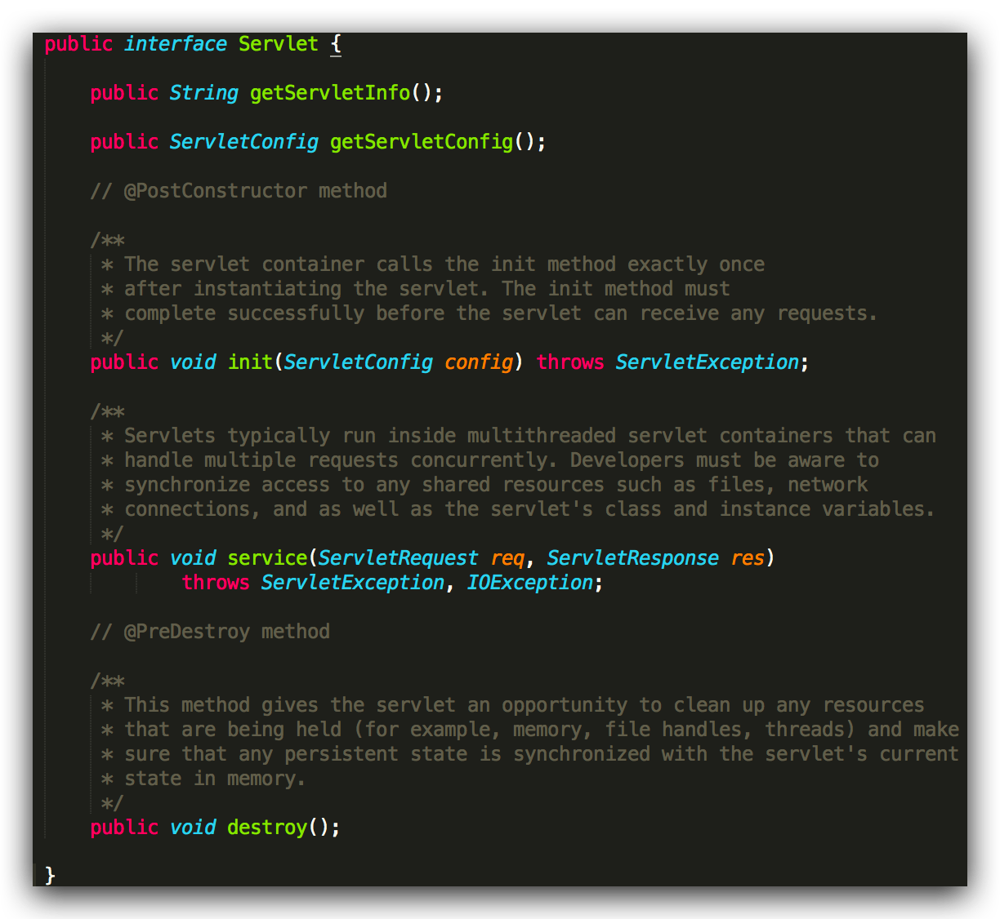 public interface Servlet {
public String getServletInfo();
public ServletConfig getServletConfig();
// @PostConstructor method
/**
* The servlet container calls the init method exactly once
* after instantiating the servlet. The init method must
* complete successfully before the servlet can receive any requests.
*/
public void init(ServletConfig config) throws ServletException;
/**
* Servlets typically run inside multithreaded servlet containers that can
* handle multiple requests concurrently. Developers must be aware to
* synchronize access to any shared resources such as files, network
* connections, and as well as the servlet's class and instance variables.
*/
public void service(ServletRequest req, ServletResponse res)
throws ServletException, IOException;
// @PreDestroy method
/**
* This method gives the servlet an opportunity to clean up any resources
* that are being held (for example, memory, file handles, threads) and make
* sure that any persistent state is synchronized with the servlet's current
* state in memory.
*/
public void destroy();
}